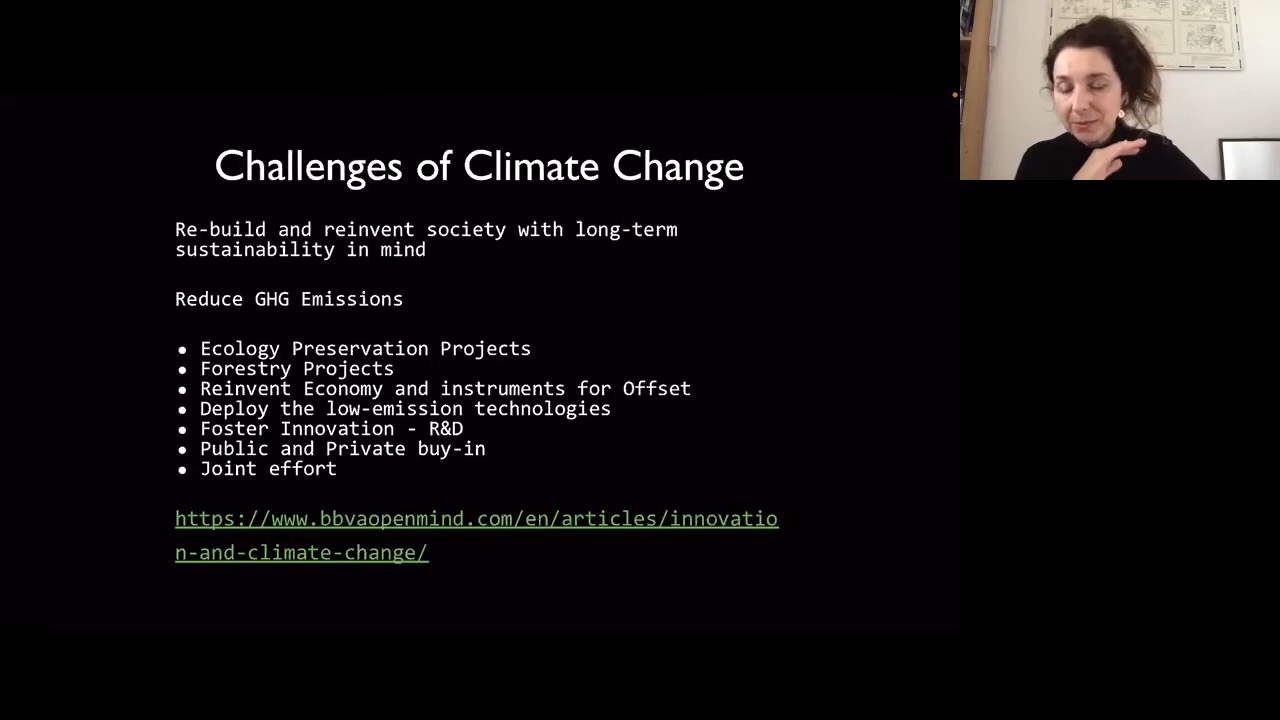 Challenges of Climate Change
Re-build and reinvent society with long-term
sustainability in mind
Reduce GHG Emissions
• Ecology Preservation Projects
• Forestry Projects
• Reinvent Economy and instruments for Offset
• Deploy the low-emission technologies
• Foster Innovation - R&D
• Public and Private buy-in
• Joint effort
https://www.bbvaopenmind.com/en/articles/innovatio
n-and-climate-change/